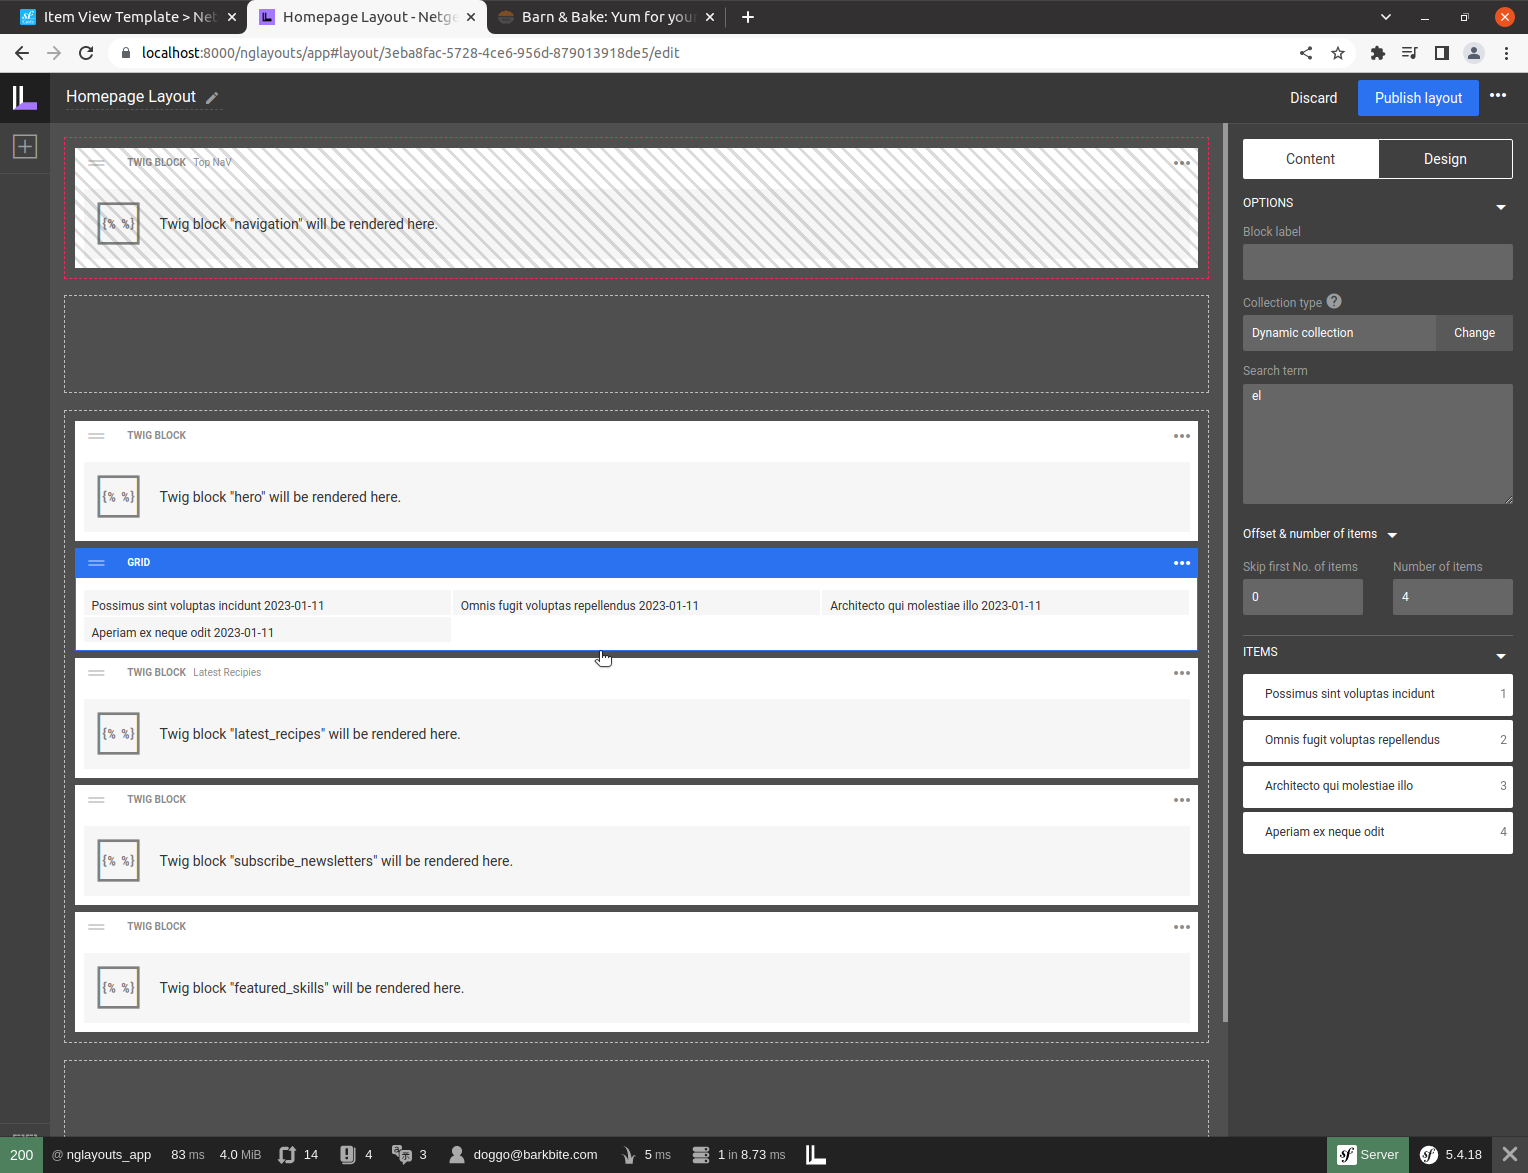 Item View Template > Net
Homepage Layout - Netge
Barn & Bake: Yum for your
localhost:8000/nglayouts/app#layout/3eba8fac-5728-4ce6-956d-879013918de5/edit
Homepage Layout
Discard
Publish layout
TWIG BLOCK Top NaV
{% %}
Twig block "navigation" will be rendered here.
TWIG BLOCK
{% %}
Twig block "hero" will be rendered here.
GRID
Possimus sint voluptas incidunt 2023-01-11
Omnis fugit voluptas repellendus 2023-01-11
Architecto qui molestiae illo 2023-01-11
Aperiam ex neque odit 2023-01-11
TWIG BLOCK Latest Recipies
{% %}
Twig block "latest_recipes" will be rendered here.
TWIG BLOCK
{% %}
Twig block "subscribe_newsletters" will be rendered here.
TWIG BLOCK
{% %}
Twig block "featured_skills" will be rendered here.
Content
Design
OPTIONS
Block label
Collection type ?
Dynamic collection
Change
Search term
el
Offset & number of items
Skip first No. of items
Number of items
0
4
ITEMS
Possimus sint voluptas incidunt 1
Omnis fugit voluptas repellendus 2
Architecto qui molestiae illo 3
Aperiam ex neque odit 4
200 @ nglayouts_app 83 ms 4.0 MiB 14 4 3 doggo@barkbite.com 5 ms 1 in 8.73 ms sf Server sf 5.4.18